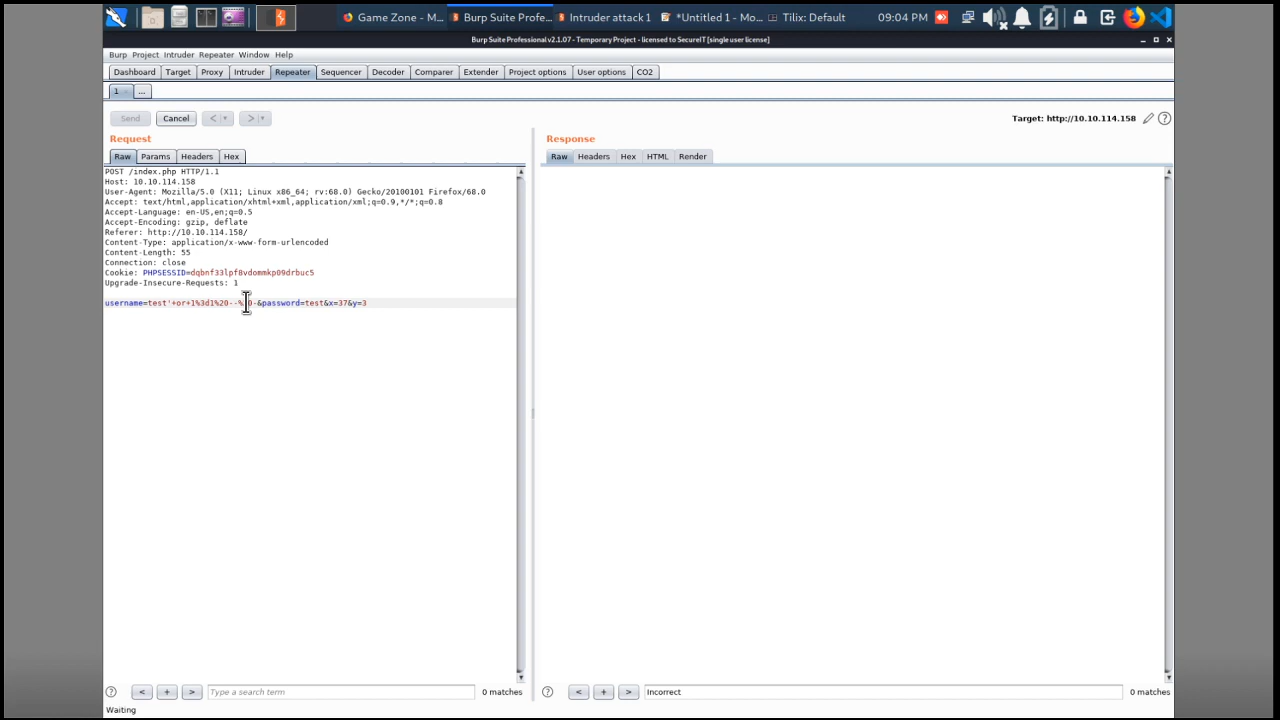 Game Zone - M...
Burp Suite Profe...
Intruder attack 1
*Untitled 1 - Mo...
Tilix: Default
09:04 PM
Burp Suite Professional v2.1.07 - Temporary Project - licensed to SecureIT [single user license]
Burp Project Intruder Repeater Window Help
Dashboard Target Proxy Intruder Repeater Sequencer Decoder Comparer Extender Project options User options CO2
1 ...
Send Cancel < >
Target: http://10.10.114.158
Request
Raw Params Headers Hex
POST /index.php HTTP/1.1
Host: 10.10.114.158
User-Agent: Mozilla/5.0 (X11; Linux x86_64; rv:68.0) Gecko/20100101 Firefox/68.0
Accept: text/html,application/xhtml+xml,application/xml;q=0.9,*/*;q=0.8
Accept-Language: en-US,en;q=0.5
Accept-Encoding: gzip, deflate
Referer: http://10.10.114.158/
Content-Type: application/x-www-form-urlencoded
Content-Length: 55
Connection: close
Cookie: PHPSESSID=dqbnf33lpf8vdommkp09drbuc5
Upgrade-Insecure-Requests: 1
&password=test&x=37&y=3
? < + > Type a search term 0 matches
Response
Raw Headers Hex HTML Render
? < + > Incorrect 0 matches
Waiting